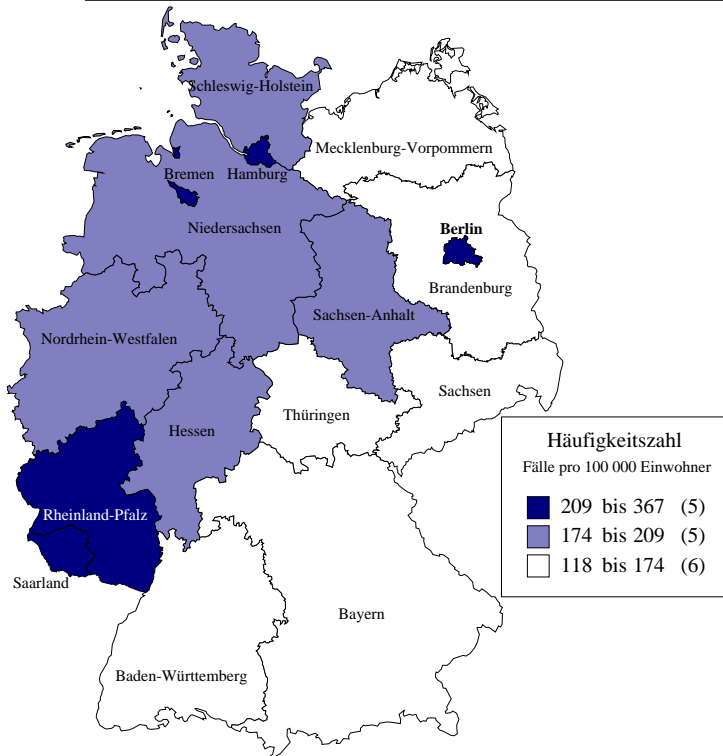 Schleswig-Holstein
Mecklenburg-Vorpommern
Bremen
Hamburg
Niedersachsen
Berlin
Brandenburg
Sachsen-Anhalt
Nordrhein-Westfalen
Sachsen
Thüringen
Hessen
Rheinland-Pfalz
Saarland
Bayern
Baden-Württemberg
Häufigkeitszahl
Fälle pro 100 000 Einwohner
209 bis 367 (5)
174 bis 209 (5)
118 bis 174 (6)